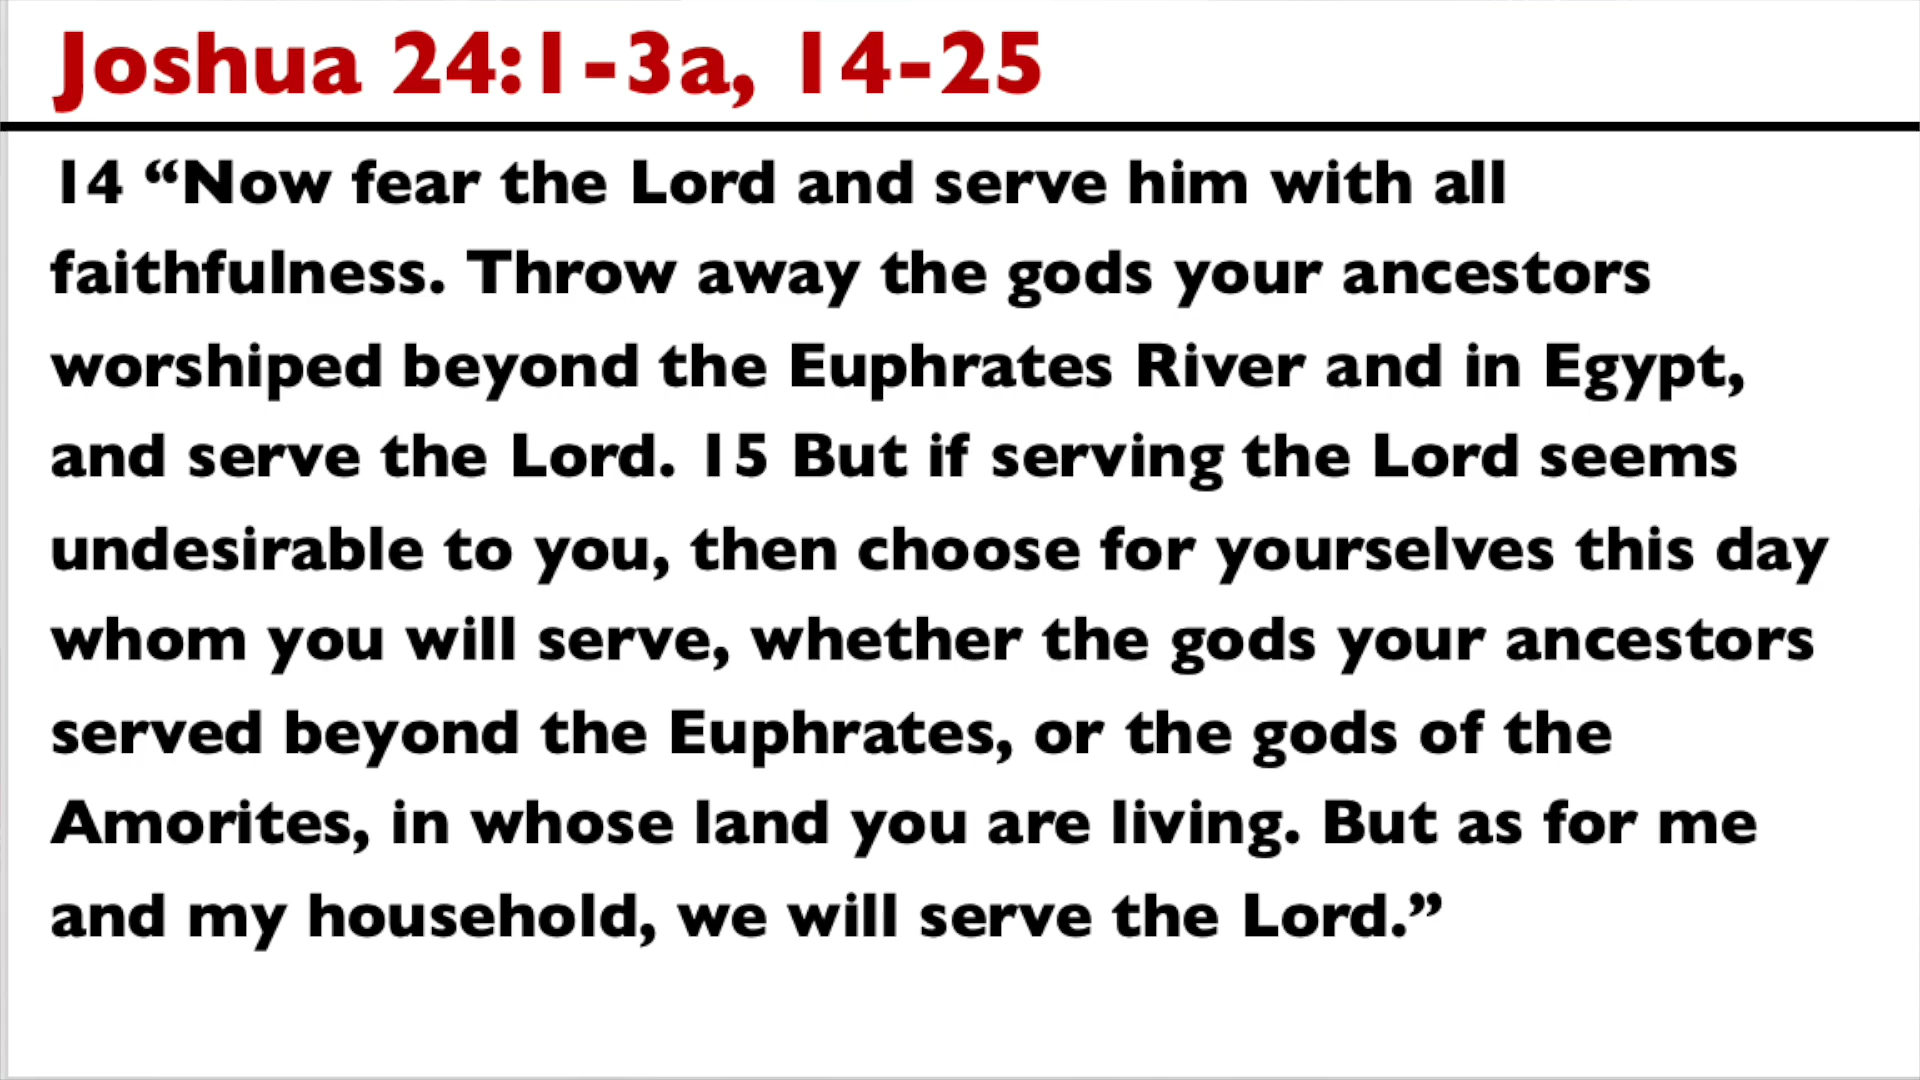 Joshua 24:1-3a, 14-25
14 “Now fear the Lord and serve him with all
faithfulness. Throw away the gods your ancestors
worshiped beyond the Euphrates River and in Egypt,
and serve the Lord. 15 But if serving the Lord seems
undesirable to you, then choose for yourselves this day
whom you will serve, whether the gods your ancestors
served beyond the Euphrates, or the gods of the
Amorites, in whose land you are living. But as for me
and my household, we will serve the Lord.”